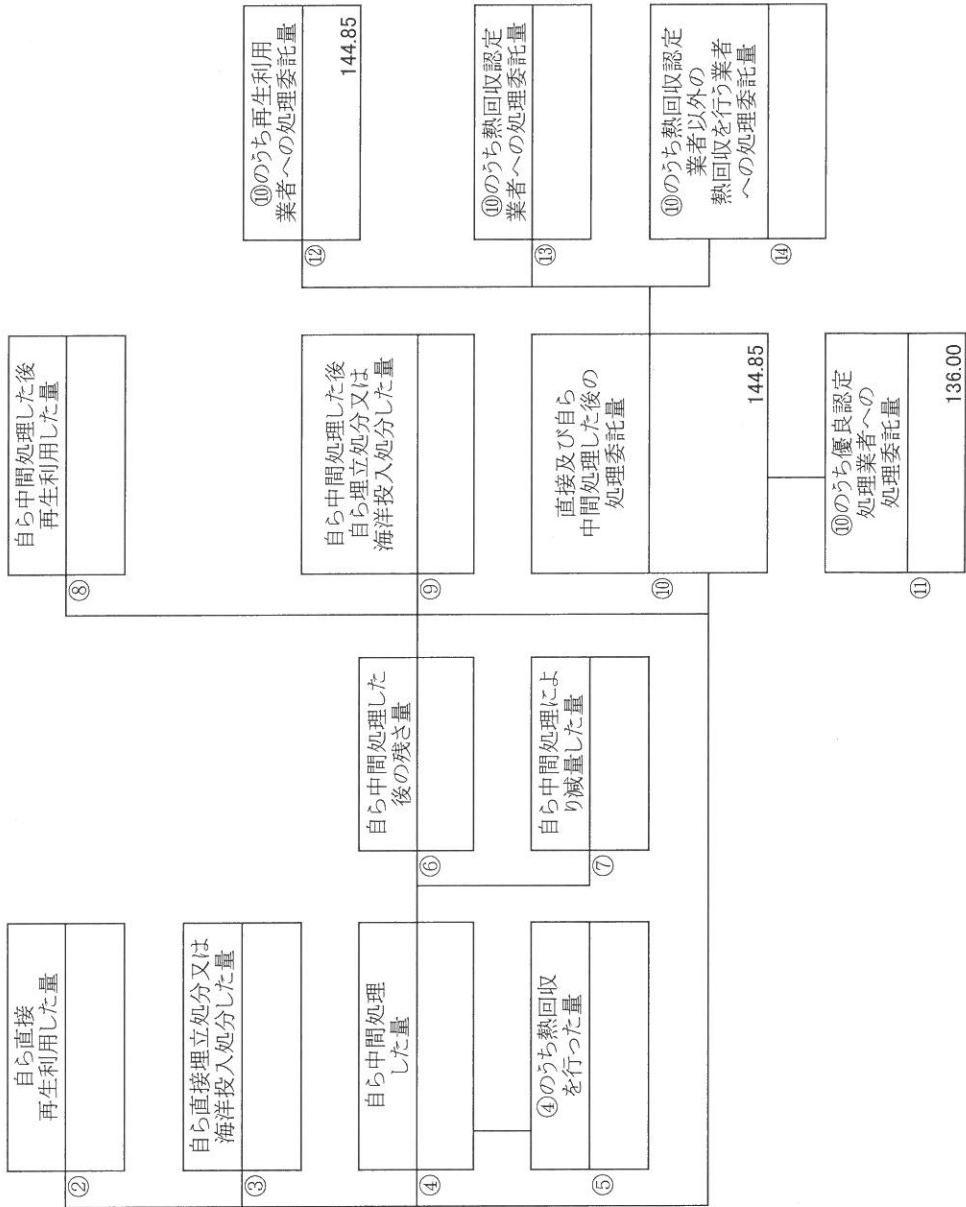 ②
自ら直接
再生利用した量
③
自ら直接埋立処分又は
海洋投入処分した量
④
自ら中間処理
した量
⑤
④のうち熱回収
を行った量
⑥
自ら中間処理した
後の残さ量
⑦
自ら中間処理によ
り減量した量
⑧
自ら中間処理した後
再生利用した量
⑨
自ら中間処理した後
自ら埋立処分又は
海洋投入処分した量
⑩
直接及び自ら
中間処理した後の
処理委託量
144.85
⑪
⑩のうち優良認定
処理業者への
処理委託量
136.00
⑫
⑩のうち再生利用
業者への処理委託量
144.85
⑬
⑩のうち熱回収認定
業者への処理委託量
⑭
⑩のうち熱回収認定
業者以外の
熱回収を行う業者
への処理委託量